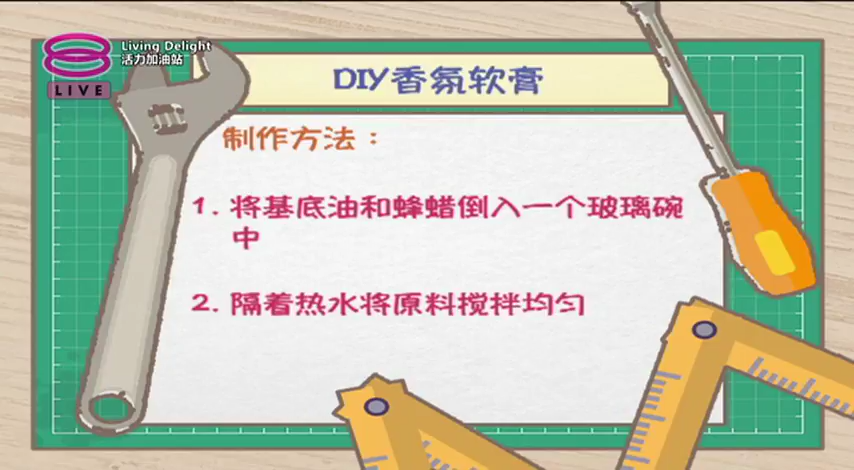 Living Delight
活力加油站
LIVE
DIY香氛软膏
制作方法：
1. 将基底油和蜂蜡倒入一个玻璃碗
中
2. 隔着热水将原料搅拌均匀